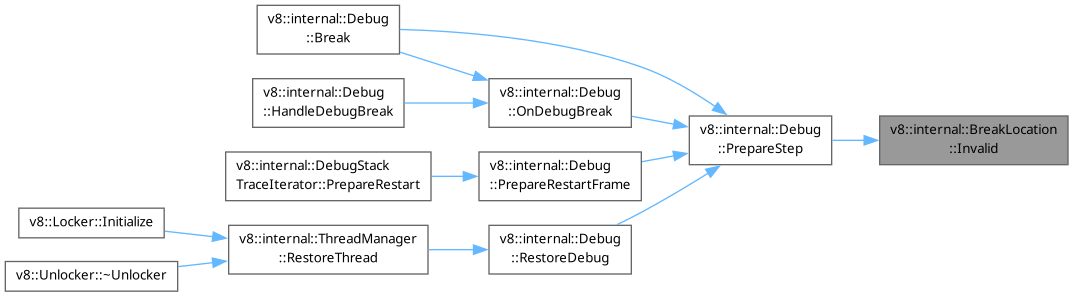 v8::internal::Debug
::Break
v8::internal::Debug
::HandleDebugBreak
v8::internal::Debug
::OnDebugBreak
v8::internal::Debug
::PrepareStep
v8::internal::BreakLocation
::Invalid
v8::internal::DebugStack
TraceIterator::PrepareRestart
v8::internal::Debug
::PrepareRestartFrame
v8::Locker::Initialize
v8::internal::ThreadManager
::RestoreThread
v8::internal::Debug
::RestoreDebug
v8::Unlocker::~Unlocker